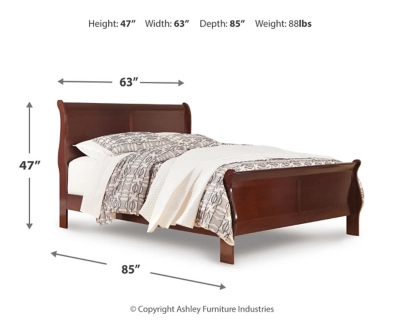 Height: 47” Width: 63” Depth: 85” Weight: 88lbs
63”
47”
85”
© Copyright Ashley Furniture Industries